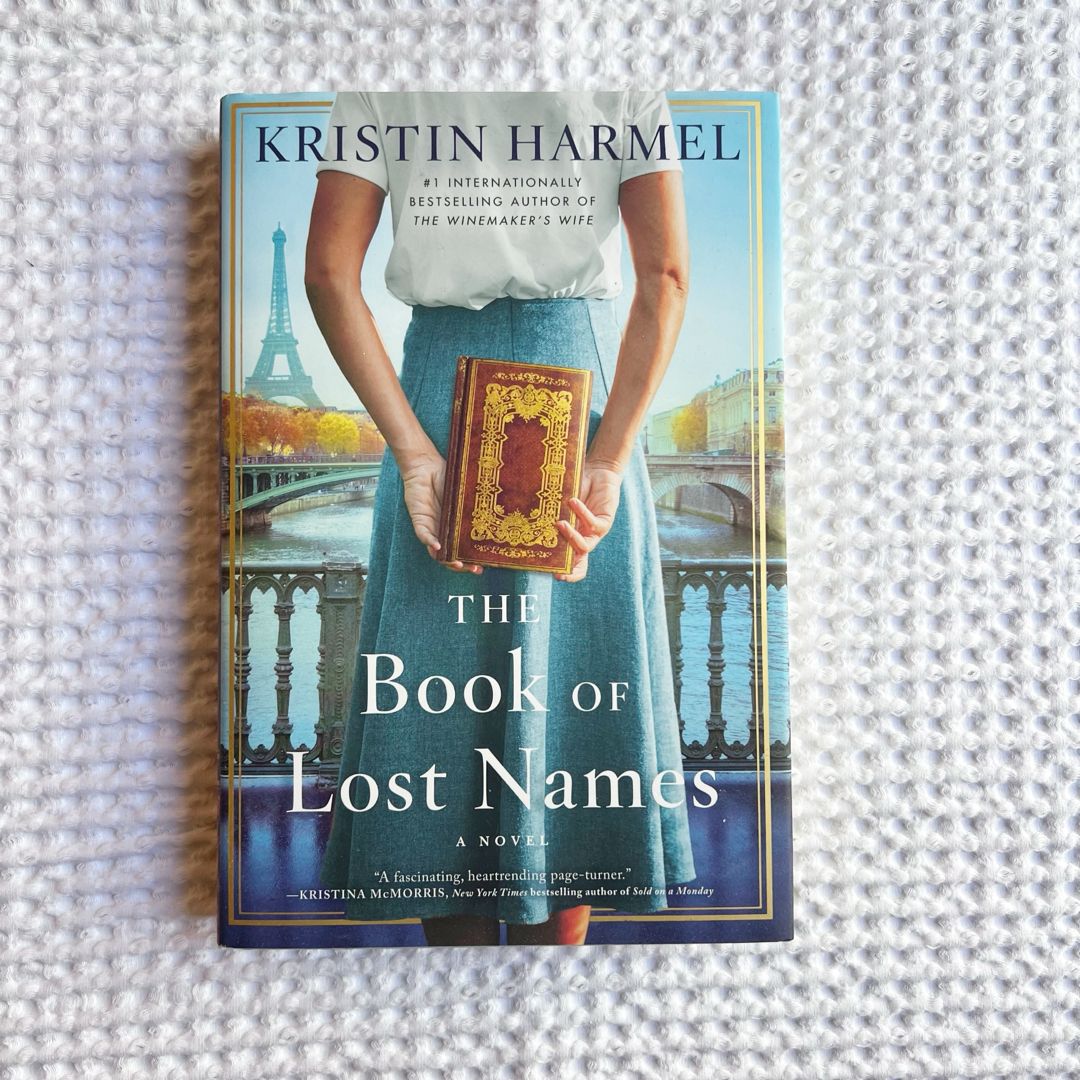 KRISTIN HARMEL
#1 INTERNATIONALLY
BESTSELLING AUTHOR OF
THE WINEMAKER'S WIFE
THE
BOOK OF
LOST NAMES
A NOVEL
“A fascinating, heartrending page-turner.”
—KRISTINA McMORRIS, New York Times bestselling author of Sold on a Monday